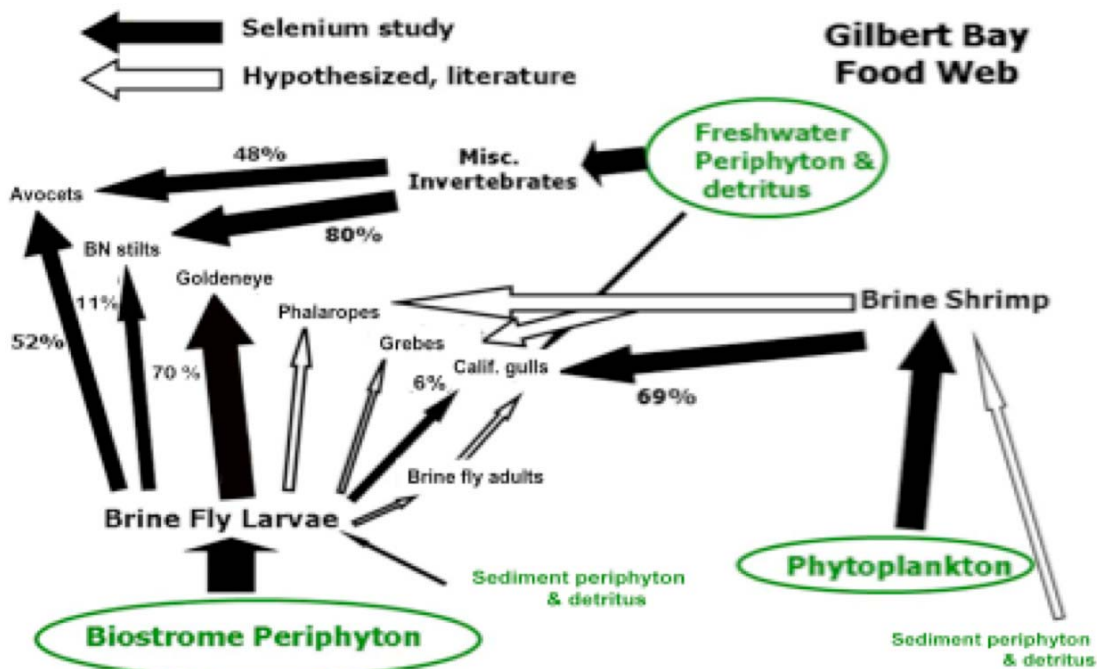 Selenium study
Hypothesized, literature
Gilbert Bay
Food Web
Freshwater
Periphyton &
detritus
48%
Misc.
Invertebrates
Avocets
80%
BN stilts
Goldeneye
11%
Phalaropes
Brine Shrimp
52%
Grebes
70 %
6%
Calif. gulls
69%
Brine fly adults
Brine Fly Larvae
Phytoplankton
Sediment periphyton
& detritus
Biostrome Periphyton
Sediment periphyton
& detritus